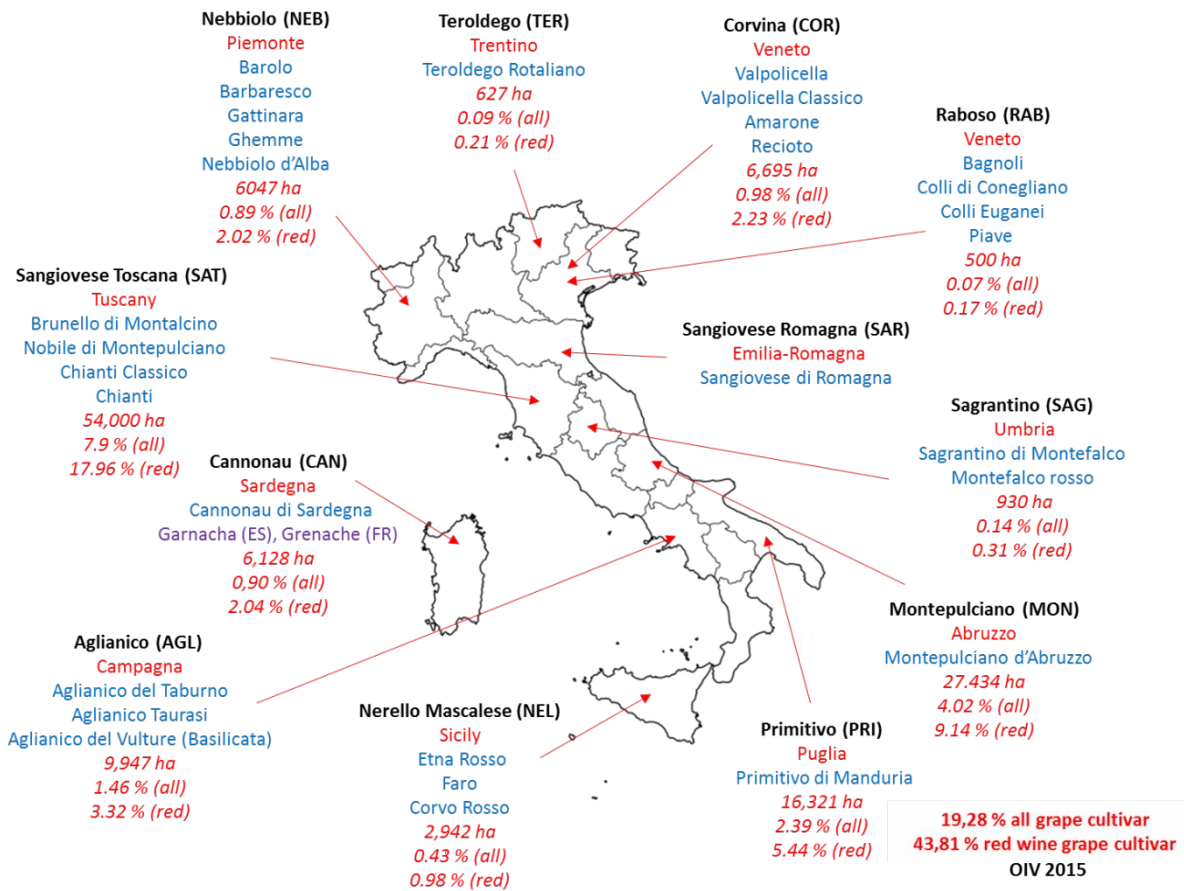 Nebbiolo (NEB)
Piemonte
Barolo
Barbaresco
Gattinara
Ghemme
Nebbiolo d'Alba
6047 ha
0.89 % (all)
2.02 % (red)
Teroldego (TER)
Trentino
Teroldego Rotaliano
627 ha
0.09 % (all)
0.21 % (red)
Corvina (COR)
Veneto
Valpolicella
Valpolicella Classico
Amarone
Recioto
6,695 ha
0.98 % (all)
2.23 % (red)
Raboso (RAB)
Veneto
Bagnoli
Colli di Conegliano
Colli Euganei
Piave
500 ha
0.07 % (all)
0.17 % (red)
Sangiovese Toscana (SAT)
Tuscany
Brunello di Montalcino
Nobile di Montepulciano
Chianti Classico
Chianti
54,000 ha
7.9 % (all)
17.96 % (red)
Sangiovese Romagna (SAR)
Emilia-Romagna
Sangiovese di Romagna
Sagrantino (SAG)
Umbria
Sagrantino di Montefalco
Montefalco rosso
930 ha
0.14 % (all)
0.31 % (red)
Cannonau (CAN)
Sardegna
Cannonau di Sardegna
Garnacha (ES), Grenache (FR)
6,128 ha
0,90 % (all)
2.04 % (red)
Aglianico (AGL)
Campagna
Aglianico del Taburno
Aglianico Taurasi
Aglianico del Vulture (Basilicata)
9,947 ha
1.46 % (all)
3.32 % (red)
Nerello Mascalese (NEL)
Sicily
Etna Rosso
Faro
Corvo Rosso
2,942 ha
0.43 % (all)
0.98 % (red)
Primitivo (PRI)
Puglia
Primitivo di Manduria
16,321 ha
2.39 % (all)
5.44 % (red)
Montepulciano (MON)
Abruzzo
Montepulciano d'Abruzzo
27.434 ha
4.02 % (all)
9.14 % (red)
19,28 % all grape cultivar
43,81 % red wine grape cultivar
OIV 2015